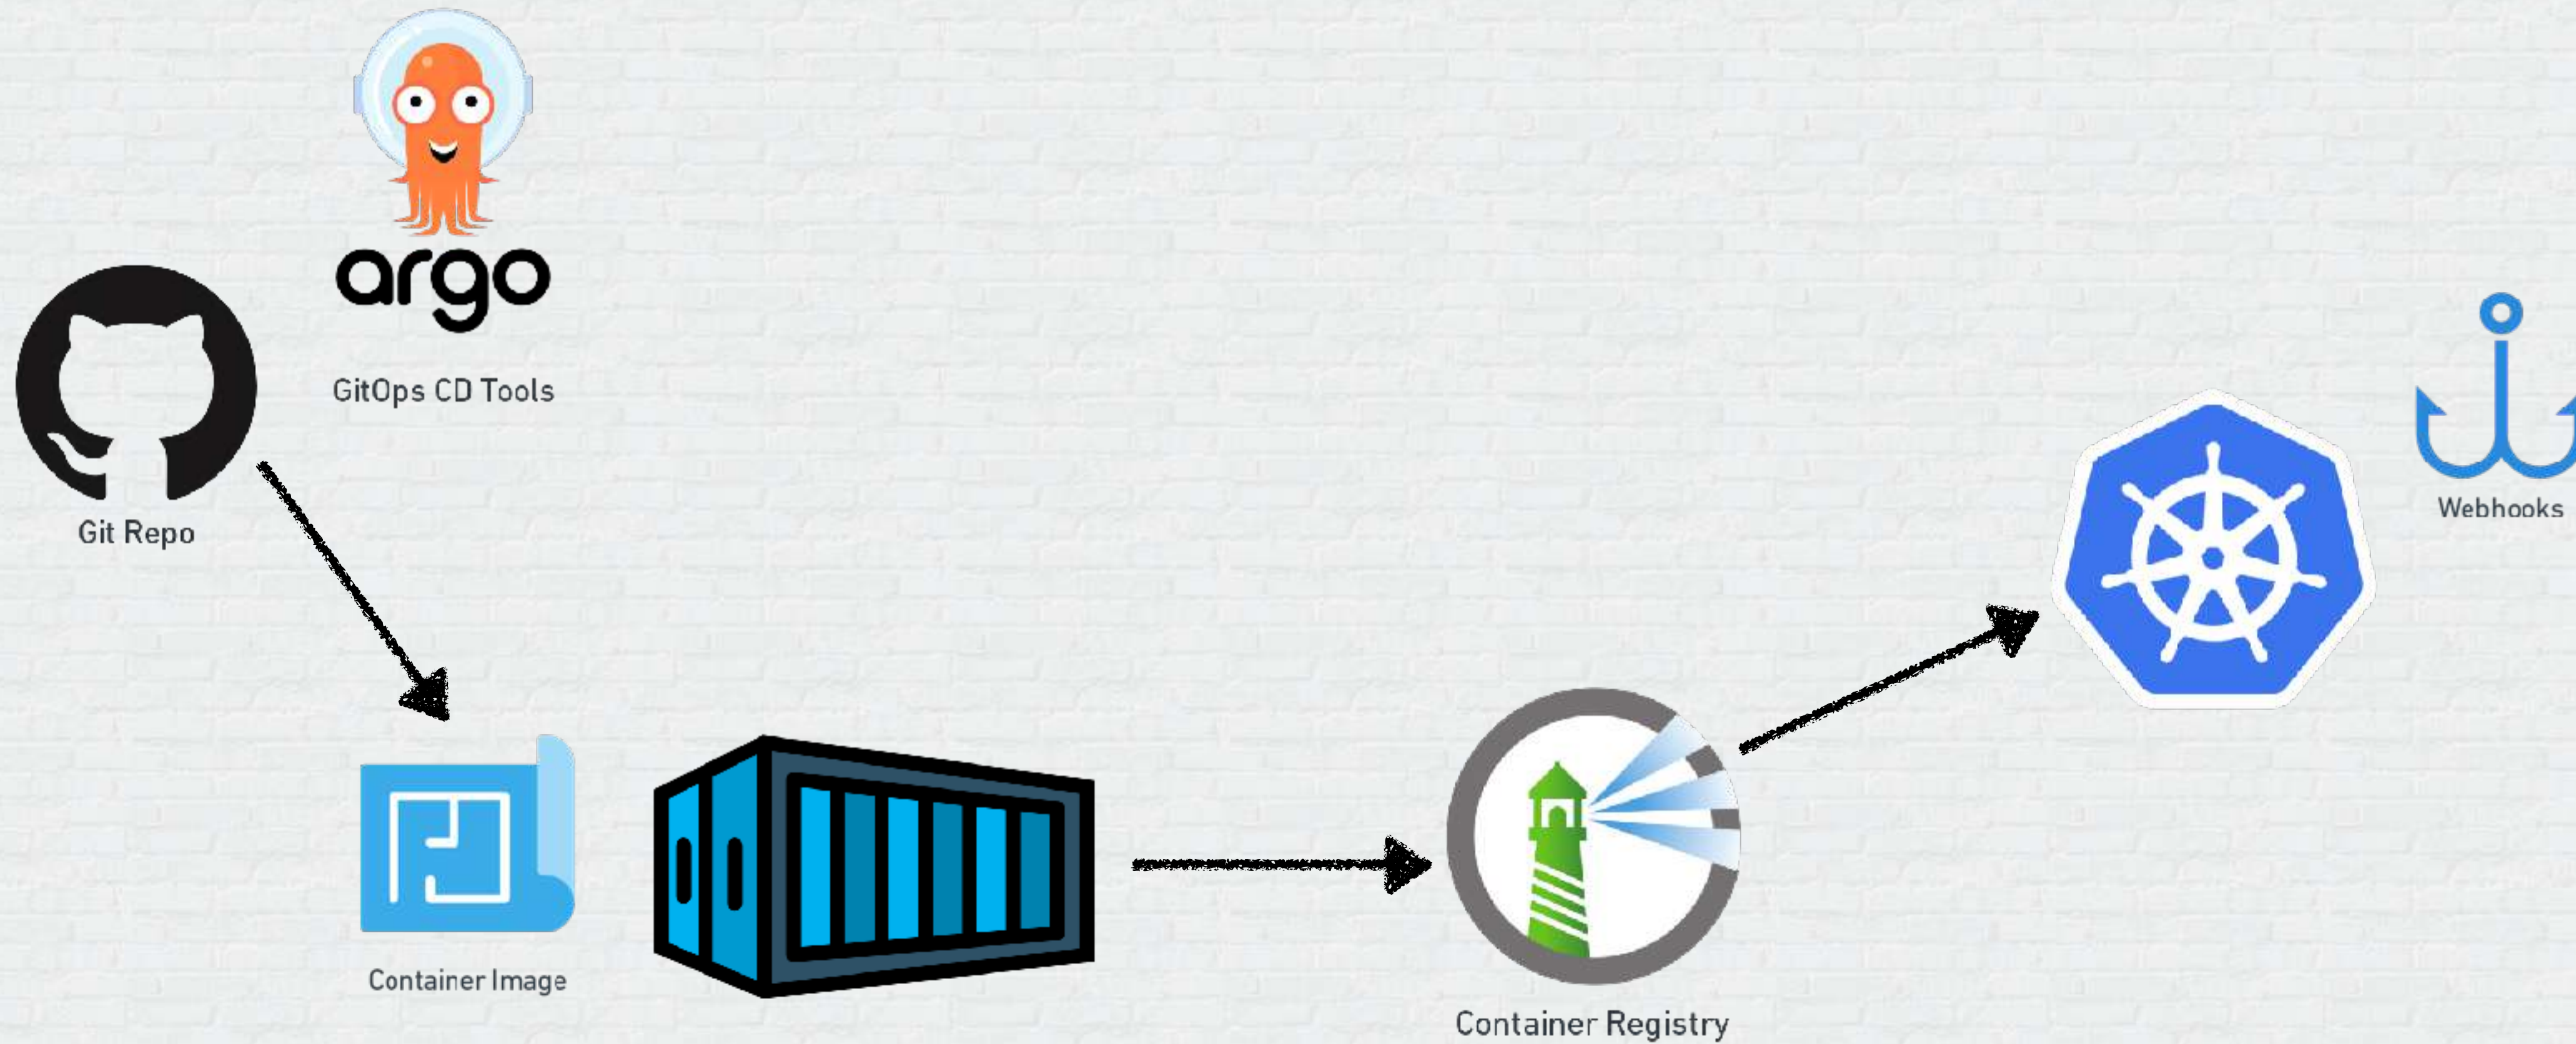 argo
GitOps CD Tools
Git Repo
Webhooks
Container Image
Container Registry